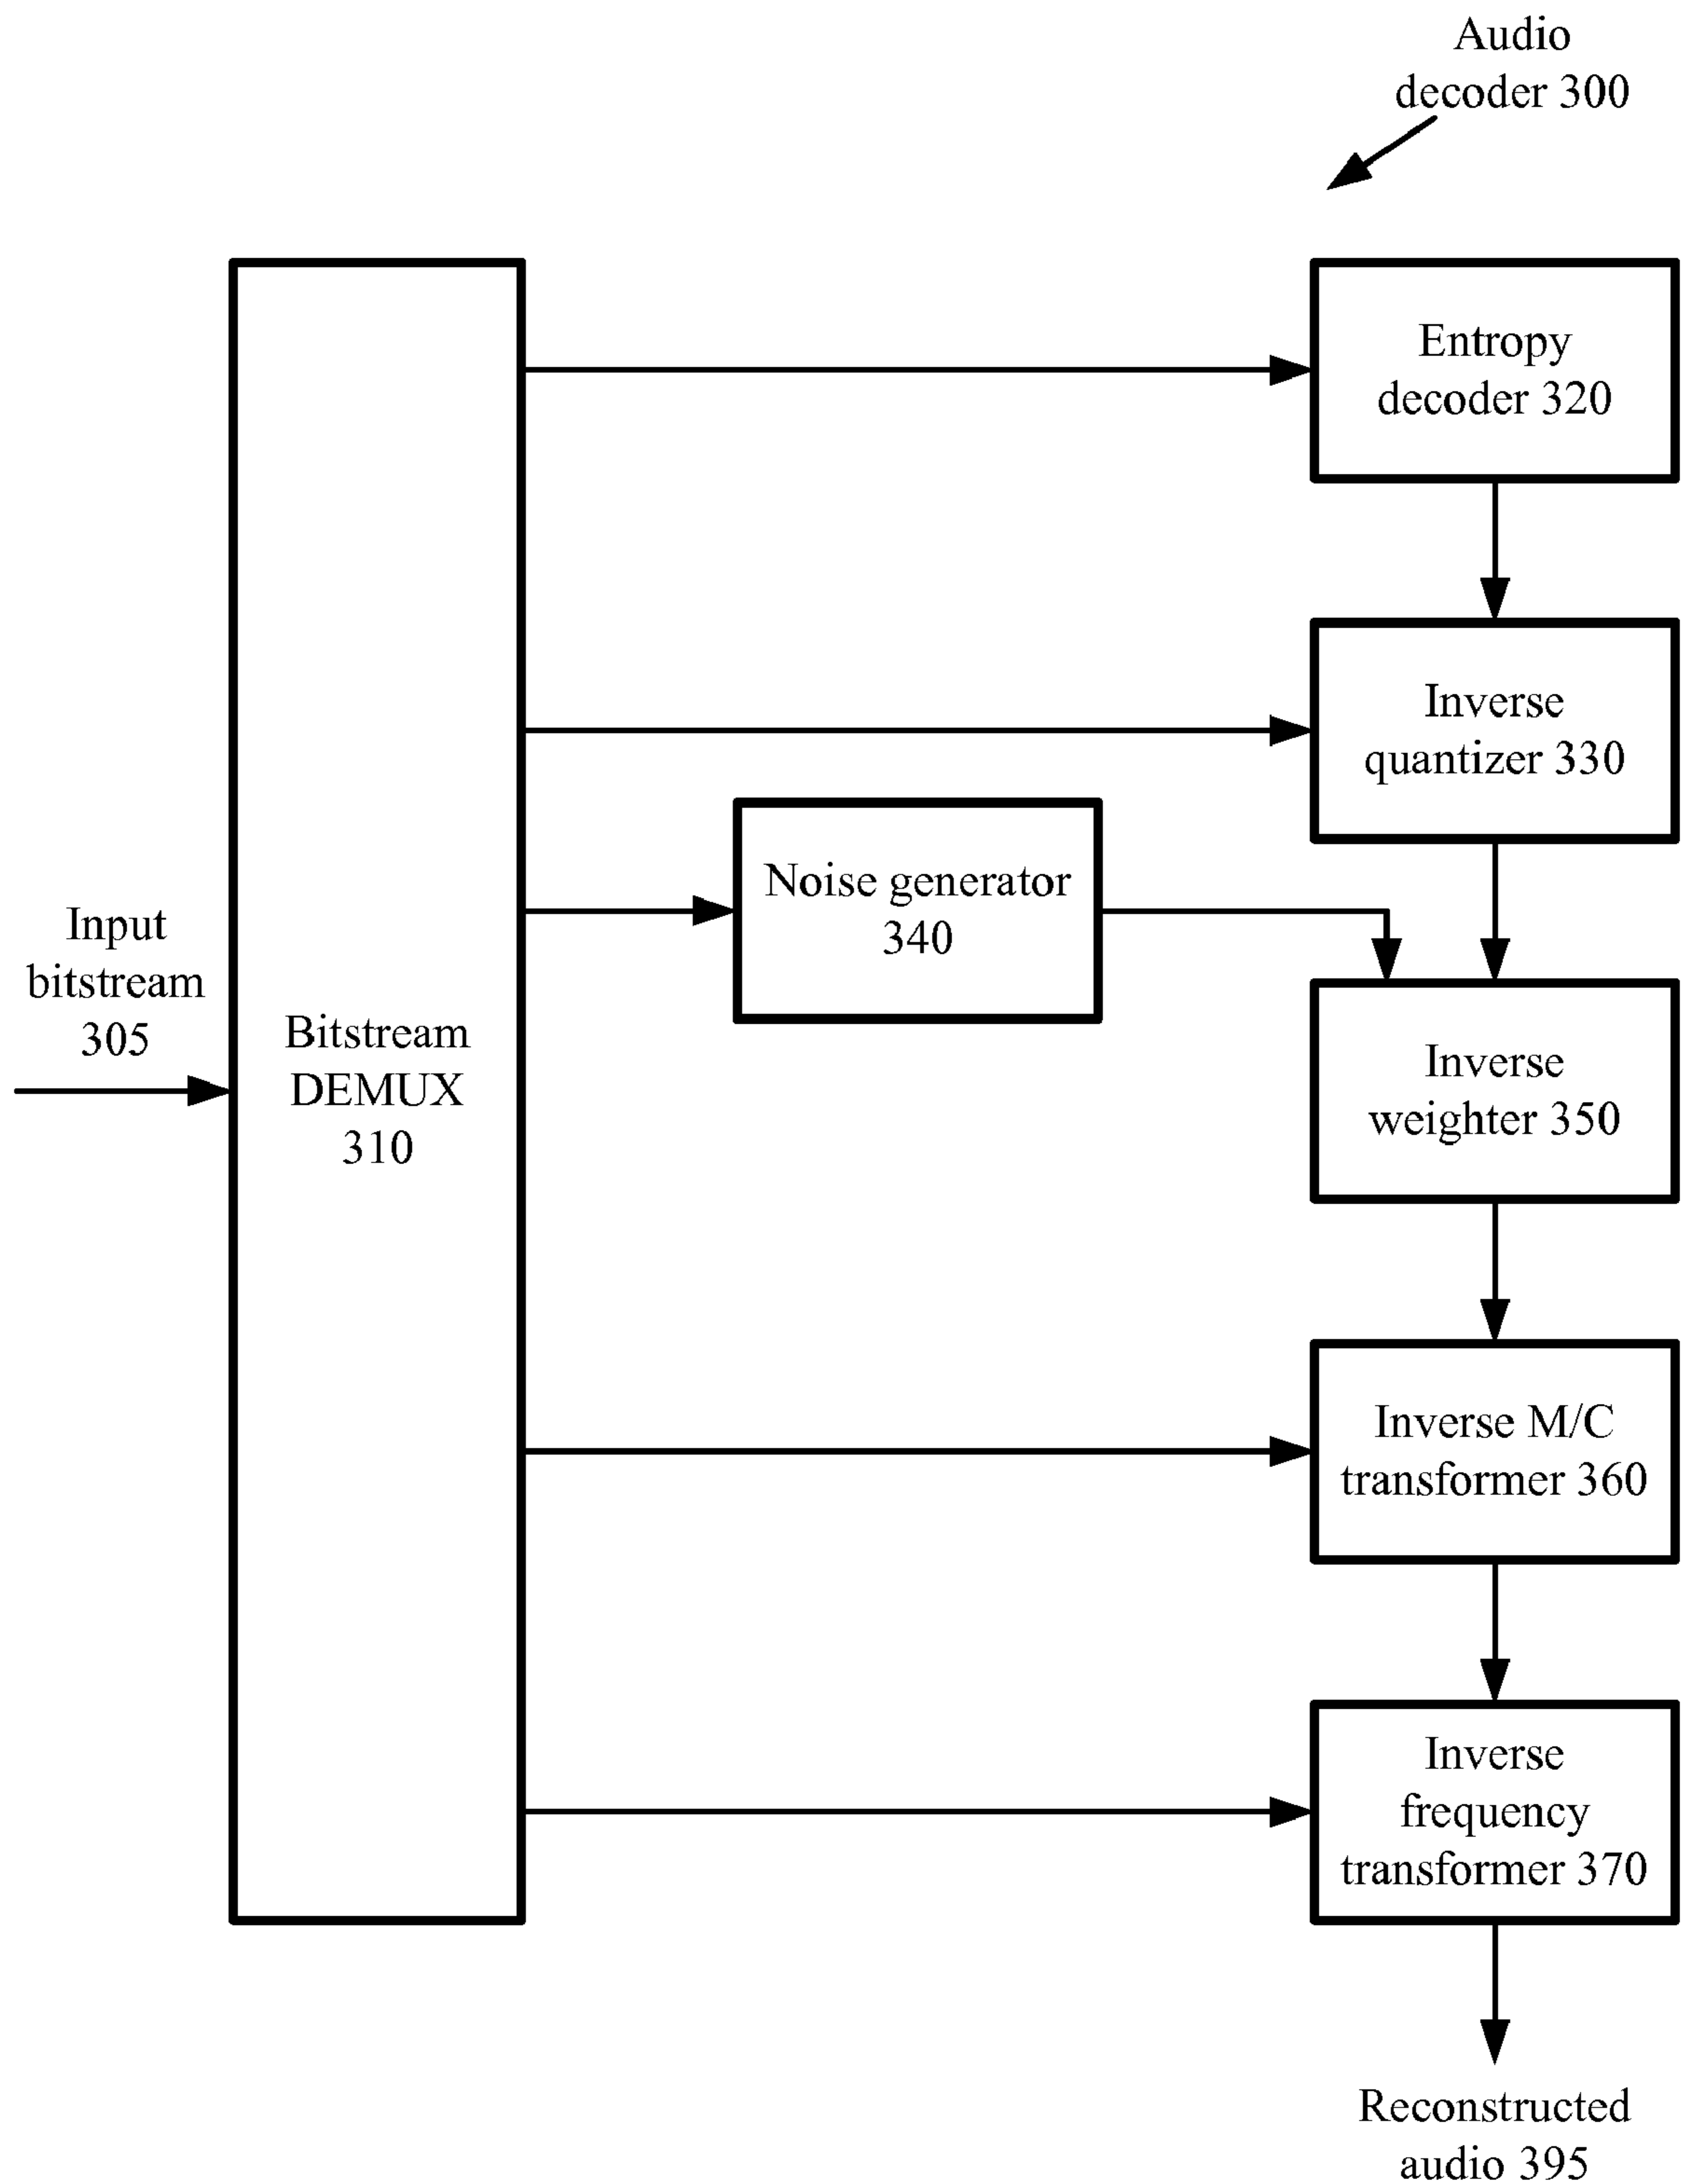 Audio
decoder 300
Entropy
decoder 320
Inverse
quantizer 330
Noise generator
340
Input
bitstream
305
Bitstream
DEMUX
310
Inverse
weighter 350
Inverse M/C
transformer 360
Inverse
frequency
transformer 370
Reconstructed
audio 395